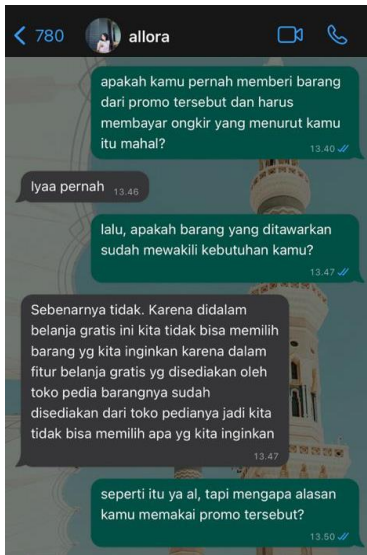 780
allora
apakah kamu pernah memberi barang
dari promo tersebut dan harus
membayar ongkir yang menurut kamu
itu mahal?
13.40
Iyaa pernah
13.46
lalu, apakah barang yang ditawarkan
sudah mewakili kebutuhan kamu?
13.47
Sebenarnya tidak. Karena didalam
belanja gratis ini kita tidak bisa memilih
barang yg kita inginkan karena dalam
fitur belanja gratis yg disediakan oleh
toko pedia barangnya sudah
disediakan dari toko pedianya jadi kita
tidak bisa memilih apa yg kita inginkan
13.47
seperti itu ya al, tapi mengapa alasan
kamu memakai promo tersebut?
13.50